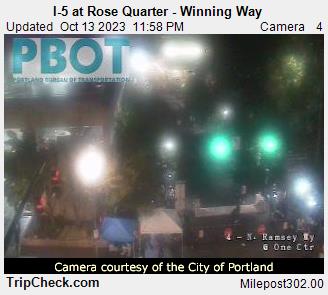 I-5 at Rose Quarter - Winning Way
Updated  Oct 13 2023  11:58 PM  Camera  4
PBOT
PORTLAND BUREAU OF TRANSPORTATION
4 - N. Ramsey Wy
@ One Ctr
Camera courtesy of the City of Portland
TripCheck.com  Milepost302.00